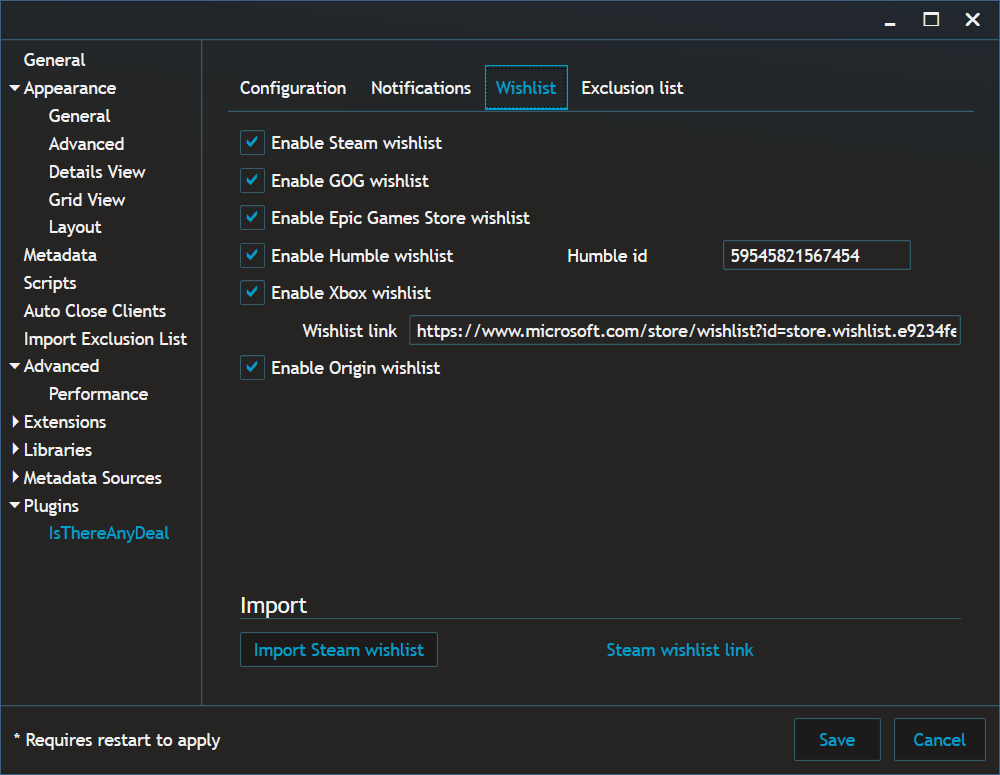 General
Appearance
General
Advanced
Details View
Grid View
Layout
Metadata
Scripts
Auto Close Clients
Import Exclusion List
Advanced
Performance
Extensions
Libraries
Metadata Sources
Plugins
IsThereAnyDeal
Configuration Notifications Wishlist Exclusion list
Enable Steam wishlist
Enable GOG wishlist
Enable Epic Games Store wishlist
Enable Humble wishlist Humble id 59545821567454
Enable Xbox wishlist
Wishlist link https://www.microsoft.com/store/wishlist?id=store.wishlist.e9234fe
Enable Origin wishlist
Import
Import Steam wishlist Steam wishlist link
* Requires restart to apply Save Cancel